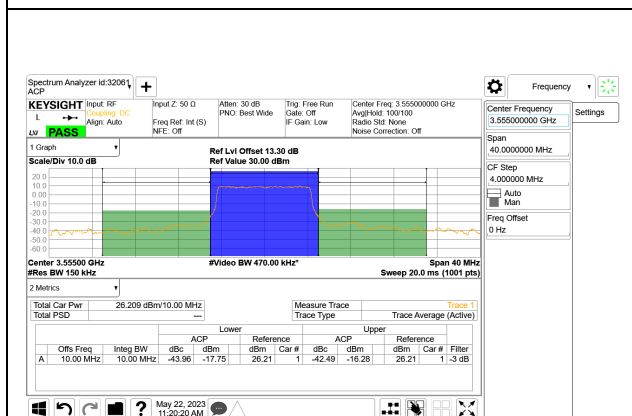 Spectrum Analyzer id:32061
ACP
Frequency
KEYSIGHT
L
LXI
PASS
Input: RF
Coupling: DC
Align: Auto
Input Z: 50 Ω
Freq Ref: Int (S)
NFE: Off
Atten: 30 dB
PNO: Best Wide
Trig: Free Run
Gate: Off
IF Gain: Low
Center Freq: 3.555000000 GHz
Avg|Hold: 100/100
Radio Std: None
Noise Correction: Off
Center Frequency
3.555000000 GHz
Settings
Span
40.0000000 MHz
CF Step
4.000000 MHz
Auto
Man
Freq Offset
0 Hz
1 Graph
Scale/Div 10.0 dB
Ref Lvl Offset 13.30 dB
Ref Value 30.00 dBm
20.0
10.0
0.00
-10.0
-20.0
-30.0
-40.0
-50.0
-60.0
Center 3.55500 GHz
#Video BW 470.00 kHz*
Span 40 MHz
#Res BW 150 kHz
Sweep 20.0 ms (1001 pts)
2 Metrics
Total Car Pwr 26.209 dBm/10.00 MHz
Total PSD ---
Measure Trace Trace 1
Trace Type Trace Average (Active)
Lower Upper
ACP Reference ACP Reference
Offs Freq Integ BW dBc dBm dBm Car # dBc dBm dBm Car # Filter
A 10.00 MHz 10.00 MHz -43.96 -17.75 26.21 1 -42.49 -16.28 26.21 1 -3 dB
May 22, 2023
11:20:20 AM